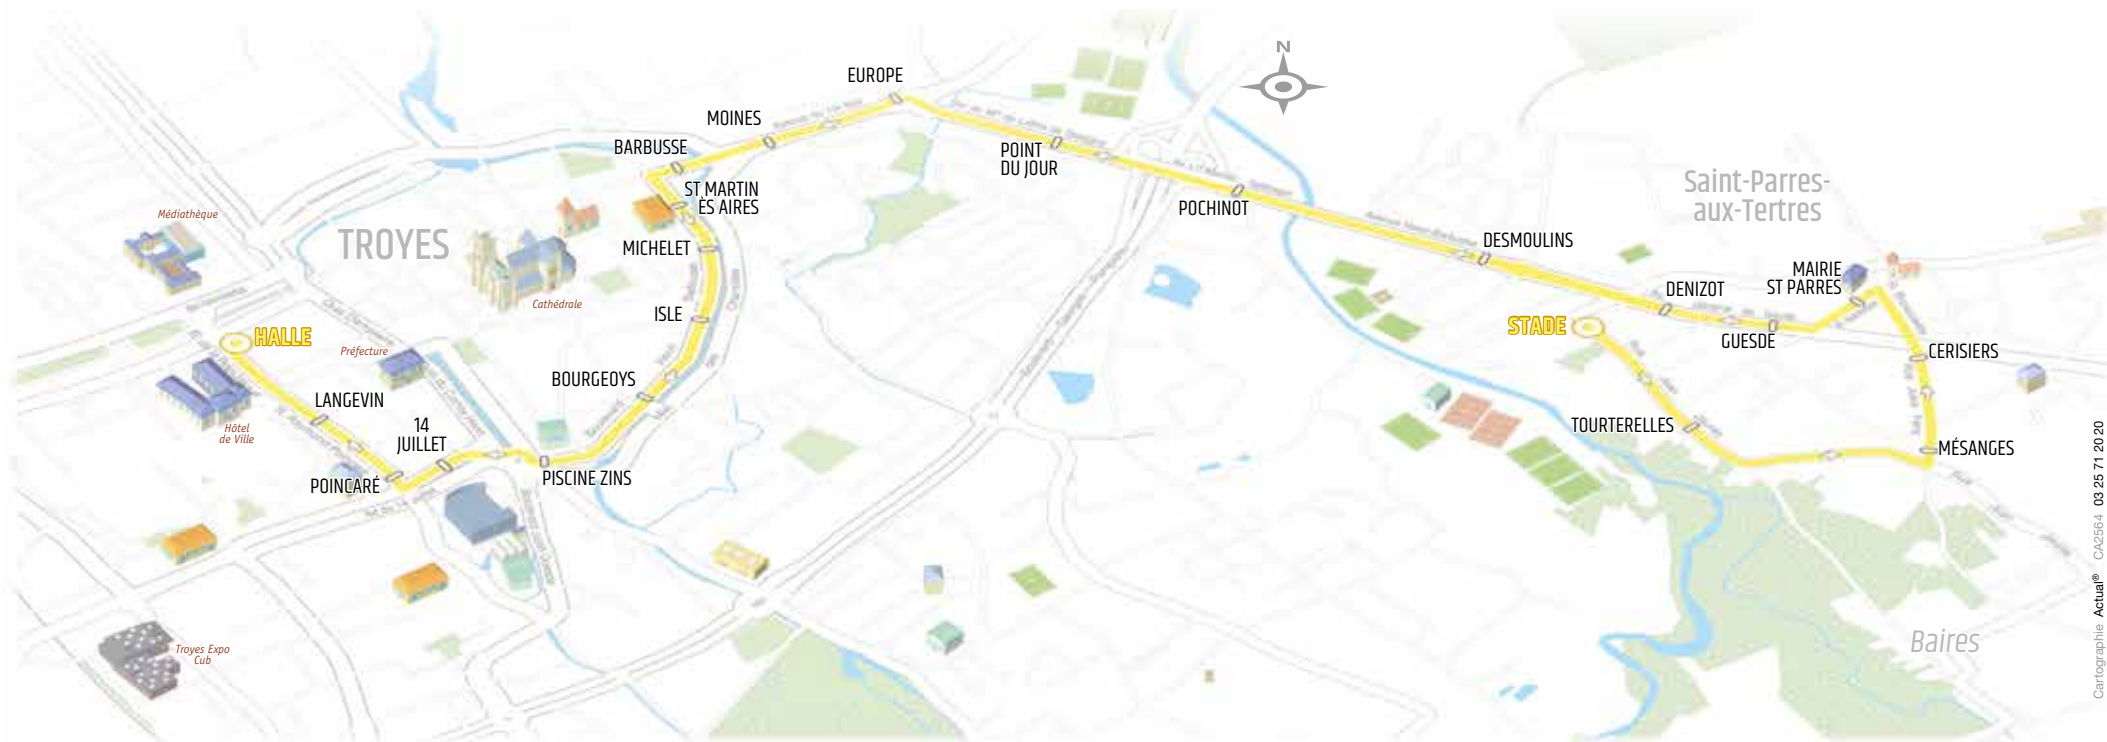 N
EUROPE
MOINES
BARBUSSE
POINT
DU JOUR
ST MARTIN
ÈS AIRES
Saint-Parres-
aux-Tertres
POCHINOT
Médiathèque
TROYES
MICHELET
DESMOULINS
MAIRIE
ST PARRES
DENIZOT
Cathédrale
ISLE
STADE
GUESDE
HALLE
Préfecture
CERISIERS
BOURGEOYS
LANGEVIN
14
JUILLET
Hôtel
de Ville
TOURTERELLES
MÉSANGES
POINCARÉ
PISCINE ZINS
Troyes Expo
Cub
Baires
Cartographie Actual® CA2564 03 25 71 20 20